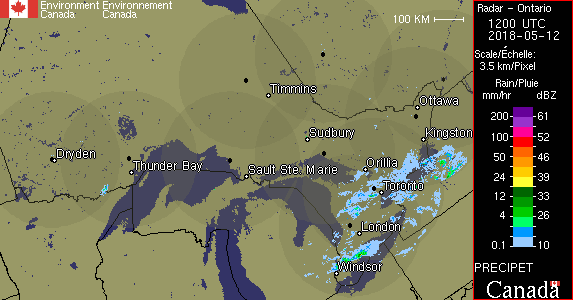 Environment Environnement
Canada Canada
100 KM
Radar - Ontario
1200 UTC
2018-05-12
Scale/Échelle:
3.5 km/Pixel
Rain/Pluie
mm/hr dBZ
200 61
100 52
50 46
24 39
12 33
4 26
0.1 10
PRECIPET
Canada
Timmins
Ottawa
Sudbury
Kingston
Dryden
Thunder Bay
Sault Ste. Marie
Orillia
Toronto
London
Windsor